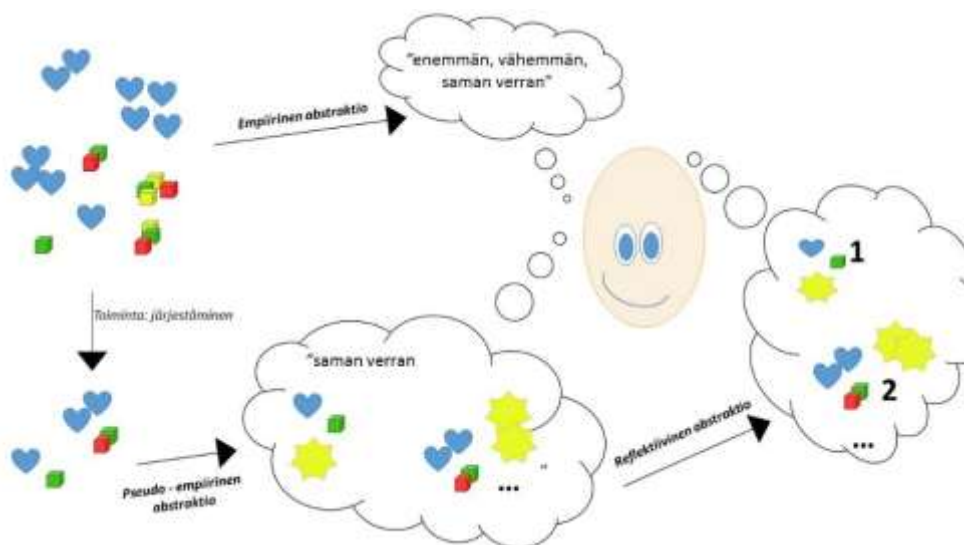 "enemmän, vähemmän,
saman verran"
Empiirinen abstraktio
1
Toiminta: järjestäminen
"saman verran
2
...
Reflektiivinen abstraktio
"
...
Pseudo - empiirinen
abstraktio